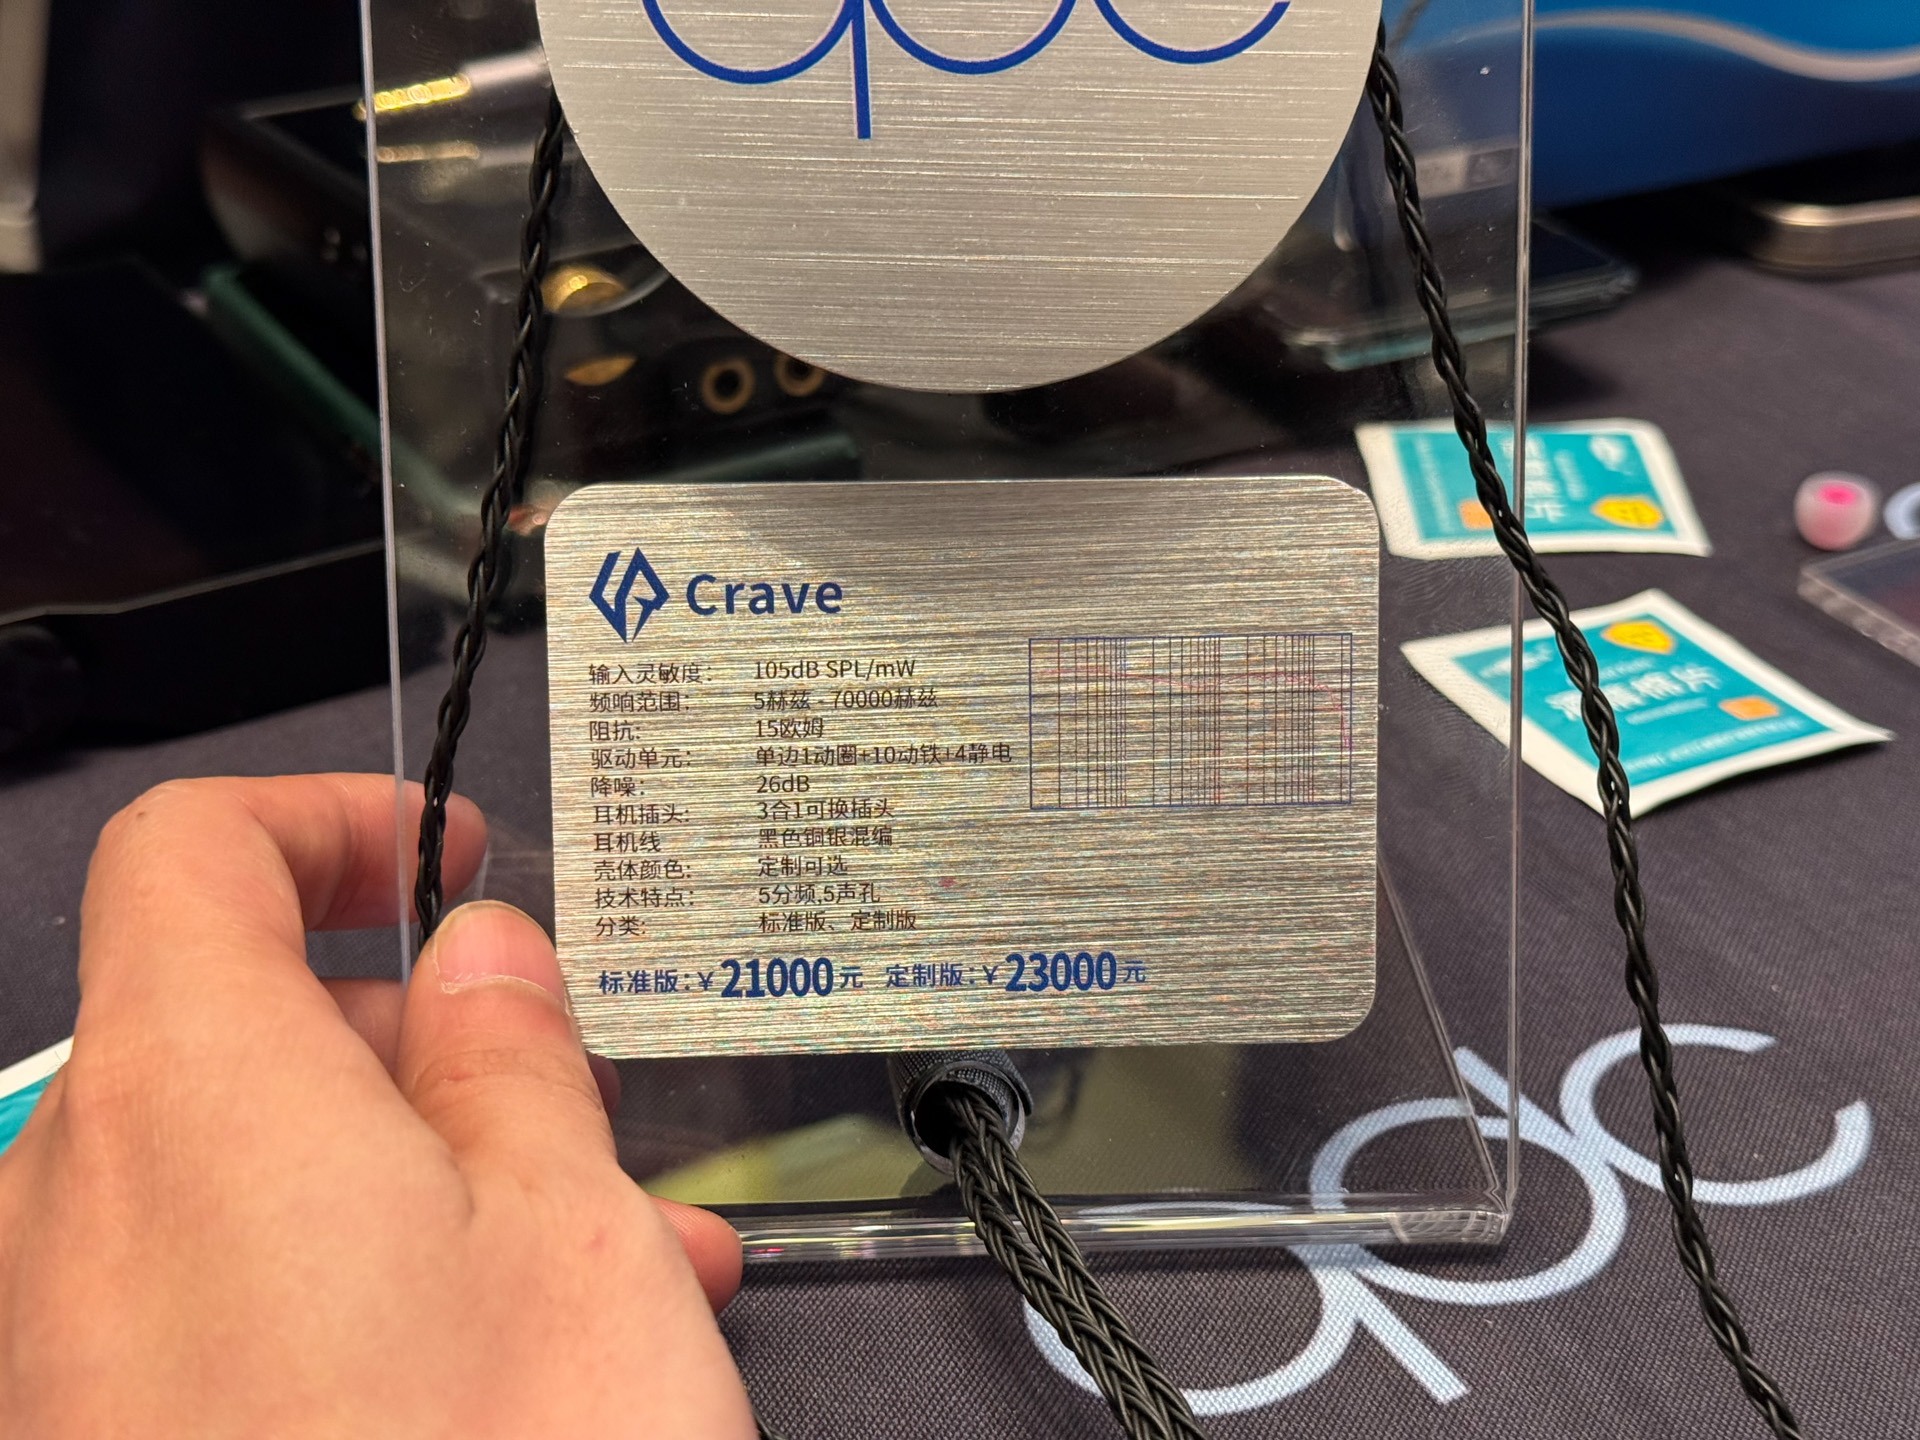 Crave
输入灵敏度： 105dB SPL/mW
频响范围： 5赫兹 - 70000赫兹
阻抗: 15欧姆
驱动单元： 单边1动圈+10动铁+4静电
降噪： 26dB
耳机插头: 3合1可换插头
耳机线 黑色铜银混编
壳体颜色: 定制可选
技术特点： 5分频,5声孔
分类: 标准版、定制版
标准版:￥21000元 定制版:￥23000元